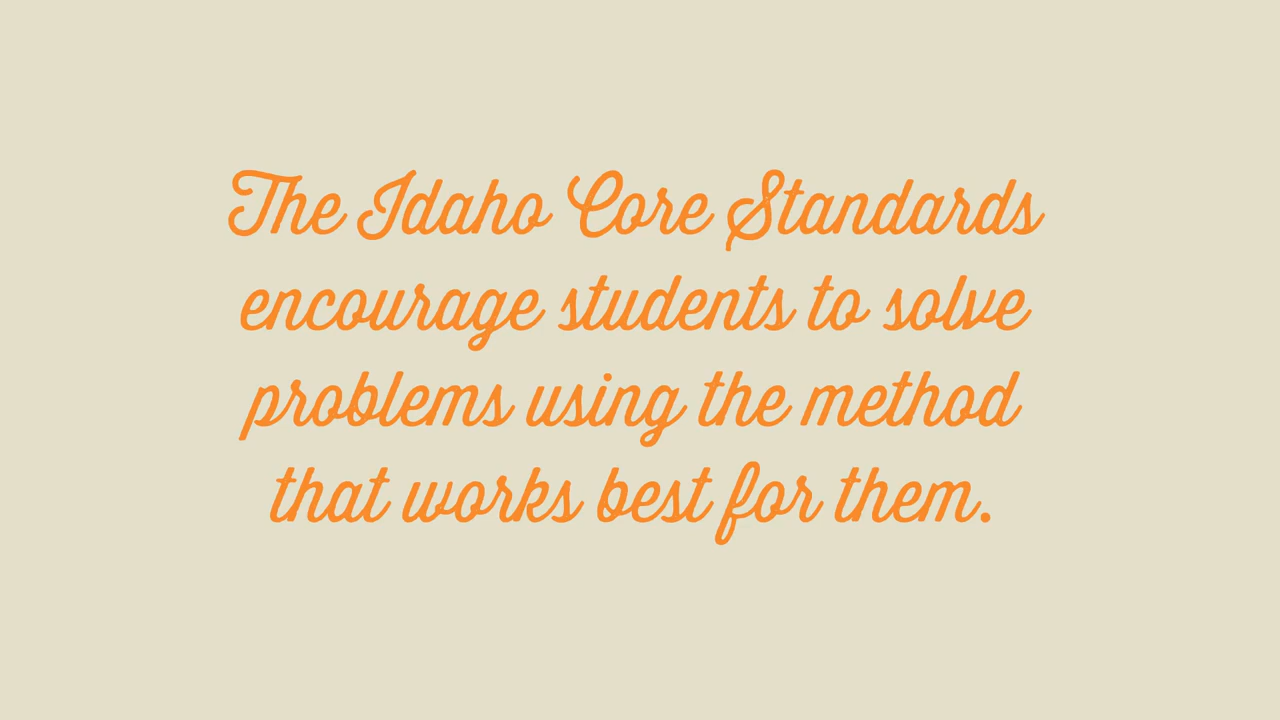 The Idaho Core Standards
encourage students to solve
problems using the method
that works best for them.